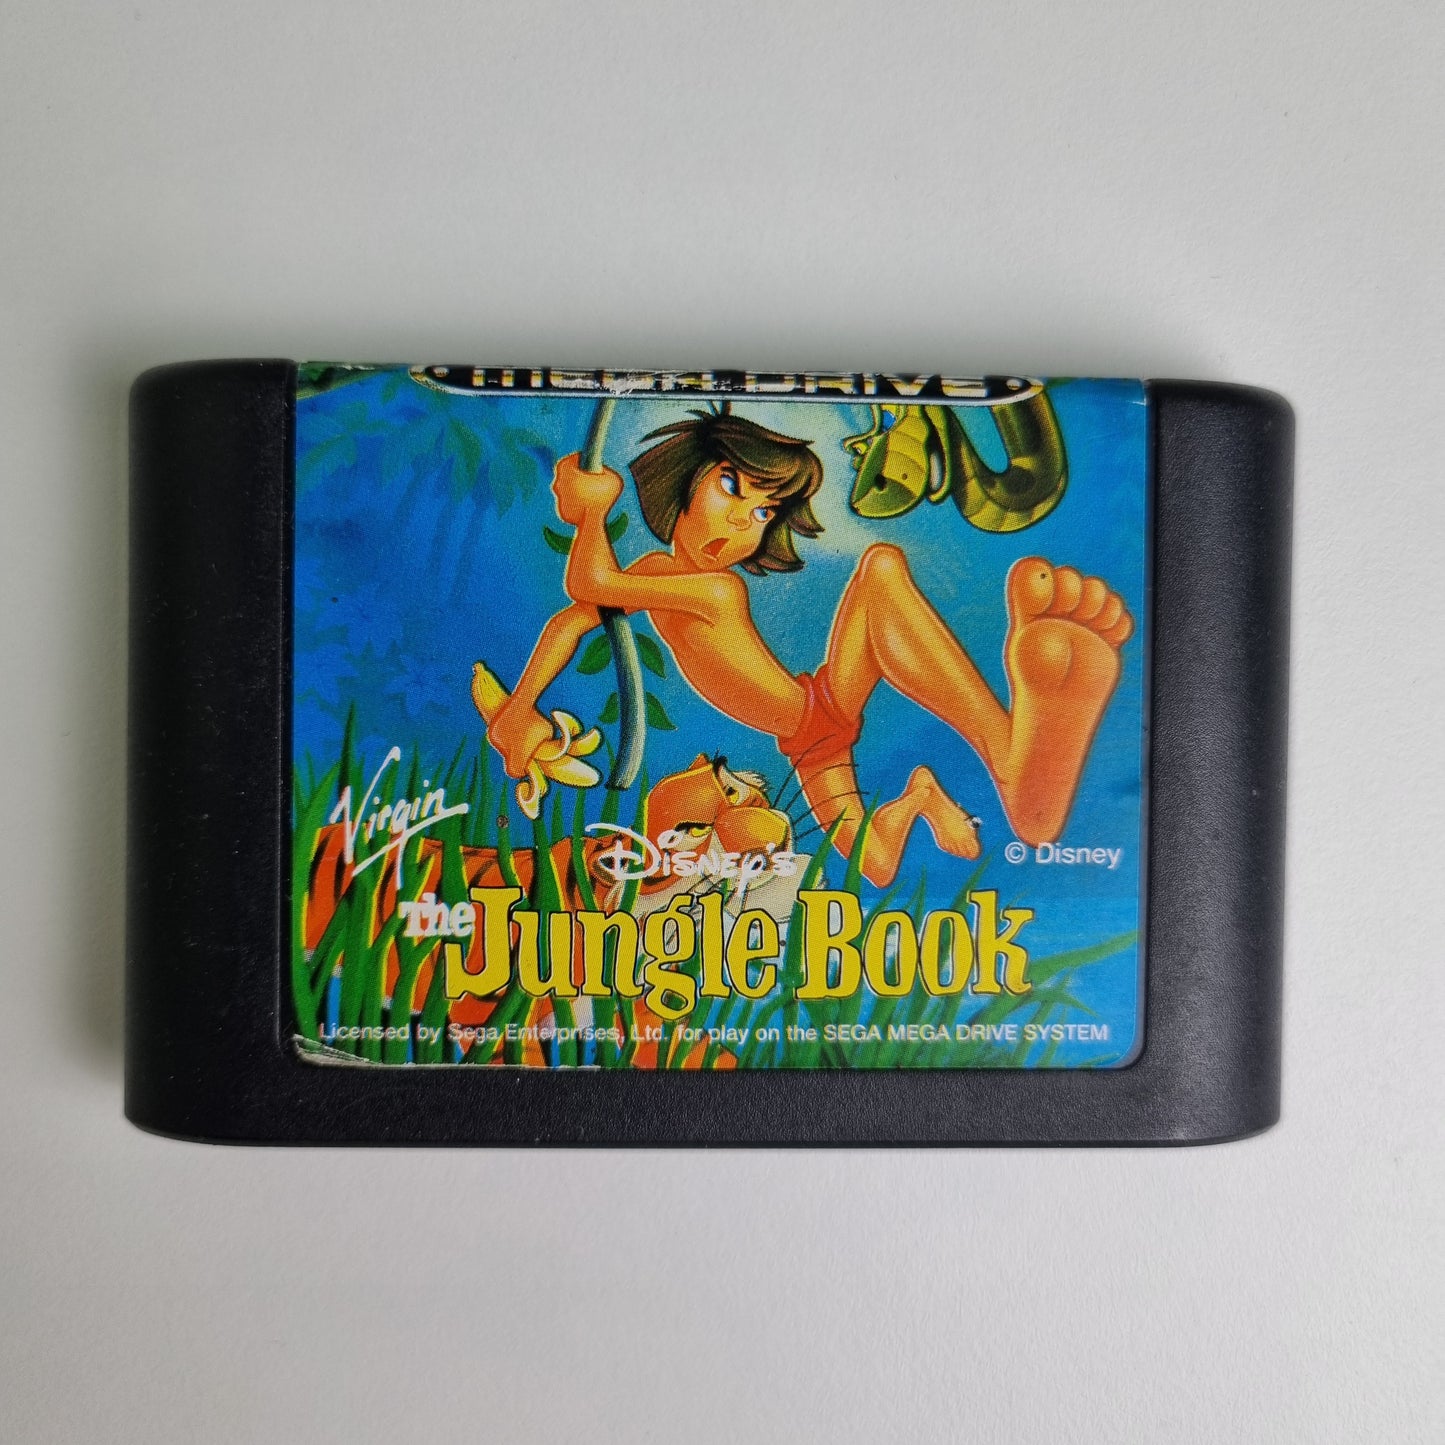 MEGA DRIVE
Virgin
© Disney
Disney's
The Jungle Book
Licensed by Sega Enterprises, Ltd. for play on the SEGA MEGA DRIVE SYSTEM